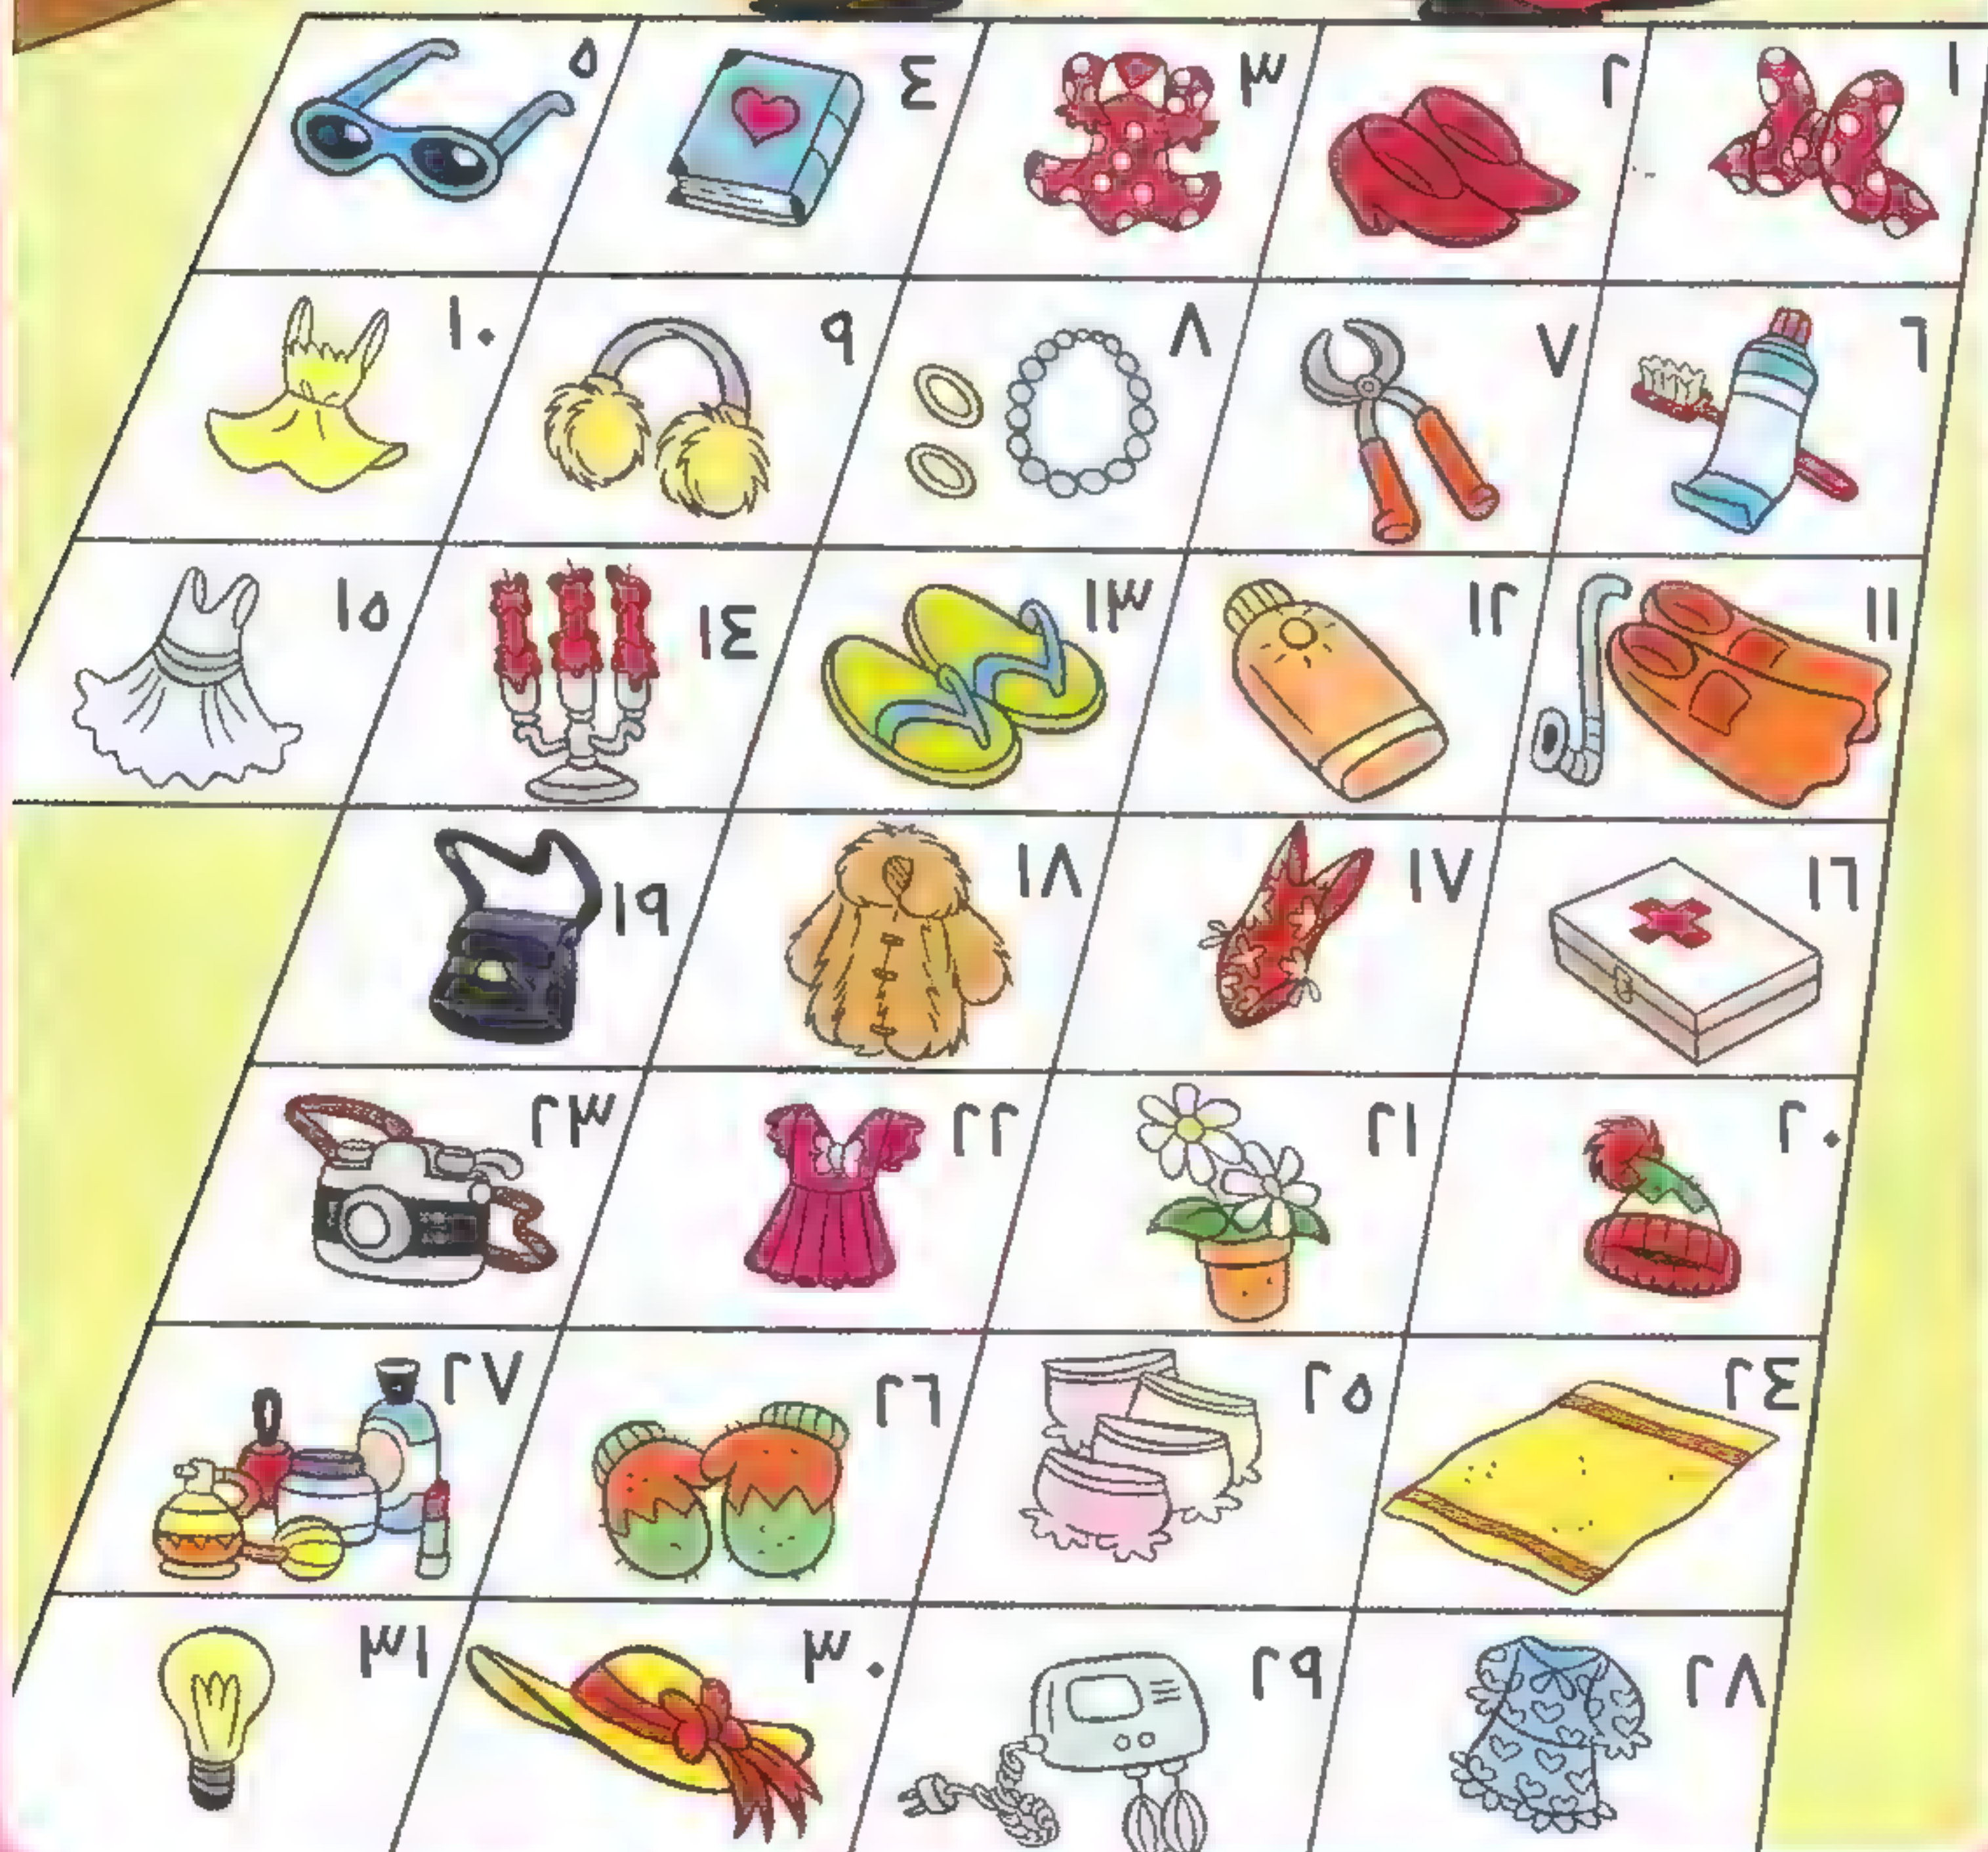 ١ ٢ ٣ ٤ ٥
٦ ٧ ٨ ٩ ١٠
١١ ١٢ ١٣ ١٤ ١٥
١٦ ١٧ ١٨ ١٩
٢٠ ٢١ ٢٢ ٢٣
٢٤ ٢٥ ٢٦ ٢٧
٢٨ ٢٩ ٣٠ ٣١